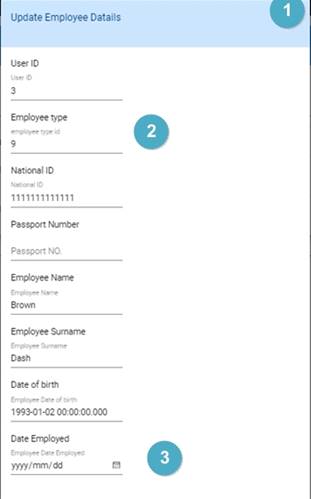 Update Employee Datails
1
User ID
User ID
3
Employee type
employee type id
9
2
National ID
National ID
1111111111111
Passport Number
Passport NO.
Employee Name
Employee Name
Brown
Employee Surname
Employee Surname
Dash
Date of birth
Employee Date of birth
1993-01-02 00:00:00.000
Date Employed
Employee Date Employed
yyyy/mm/dd
3